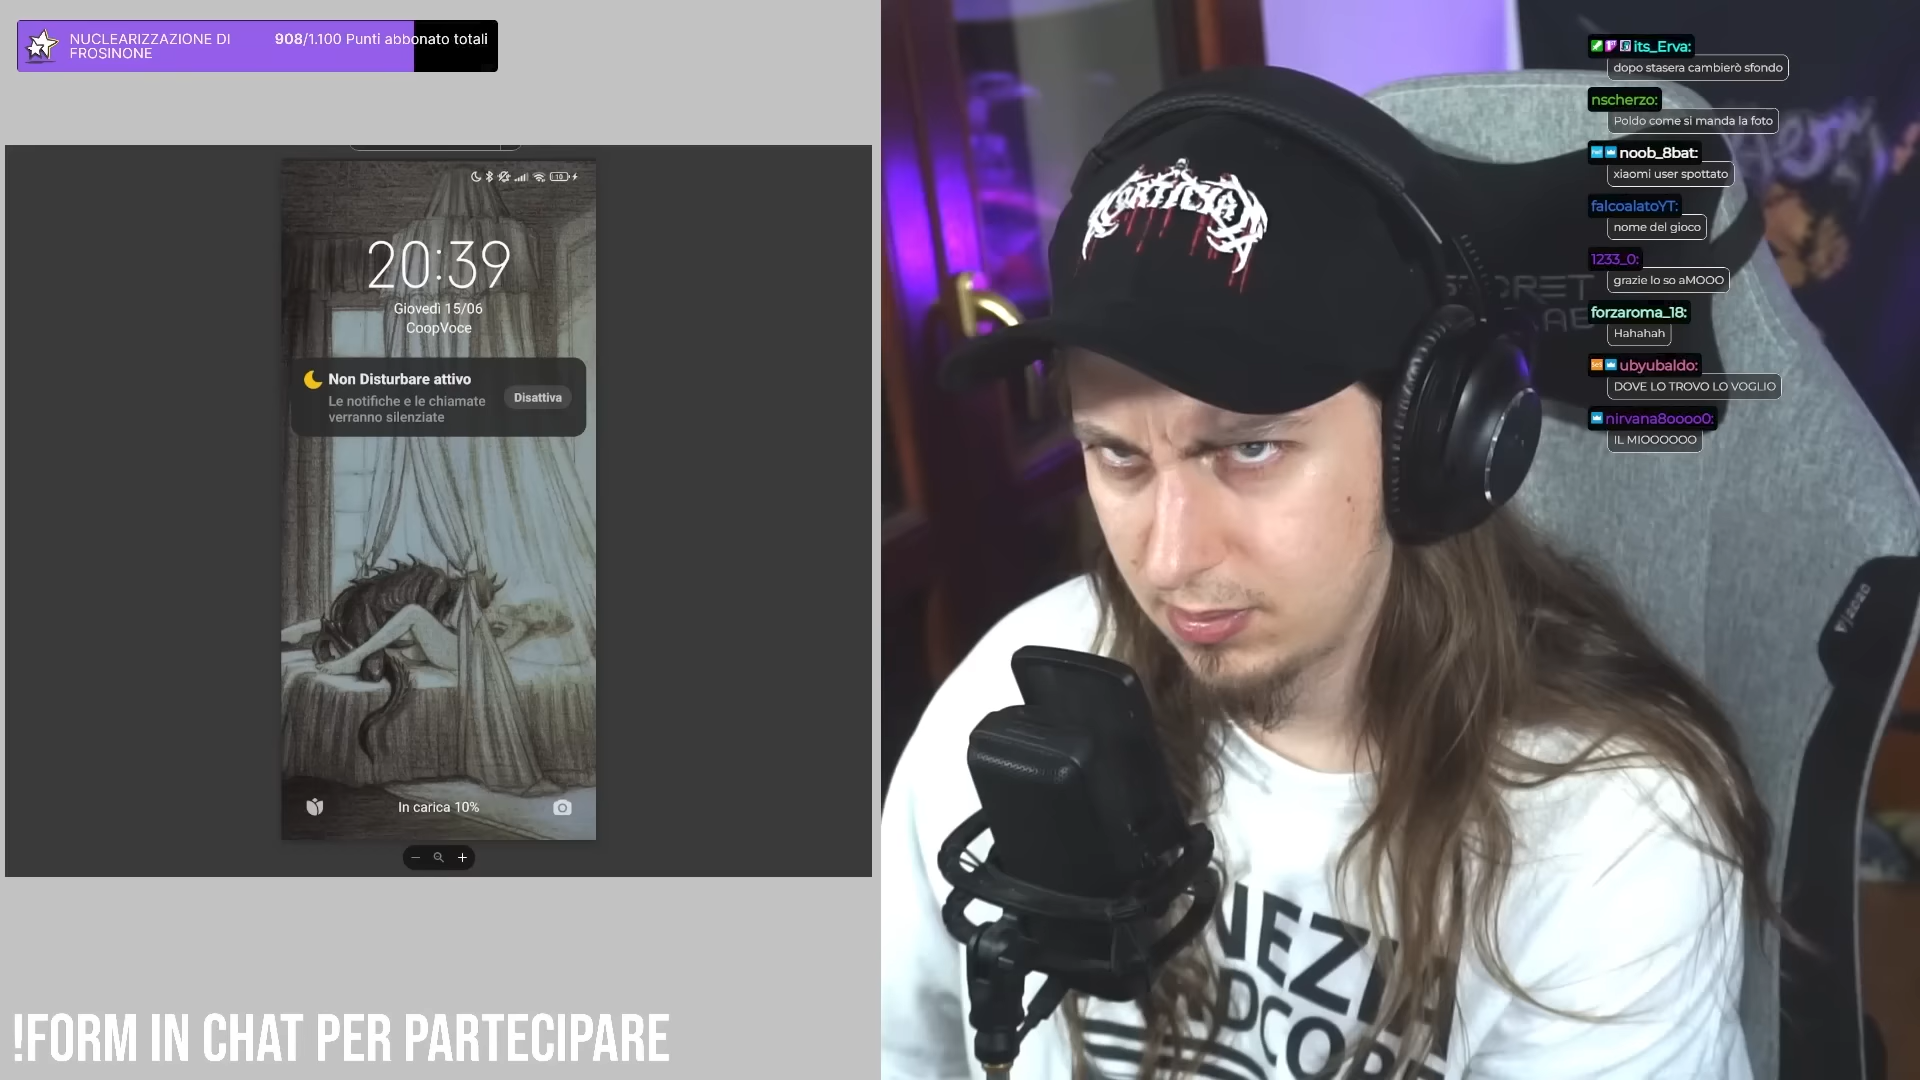 NUCLEARIZZAZIONE DI
FROSINONE
908/1.100 Punti abbonato totali
20:39
Giovedì 15/06
CoopVoce
Non Disturbare attivo
Le notifiche e le chiamate
verranno silenziate
Disattiva
In carica 10%
!FORM IN CHAT PER PARTECIPARE
its_Erva:
dopo stasera cambierò sfondo
nscherzo:
Poldo come si manda la foto
noob_8bat:
xiaomi user spottato
falcoalatoYT:
nome del gioco
1233_0:
grazie lo so aMOOO
forzaroma_18:
Hahahah
ubyubaldo:
DOVE LO TROVO LO VOGLIO
nirvana8oooo0:
IL MIOOOOOO